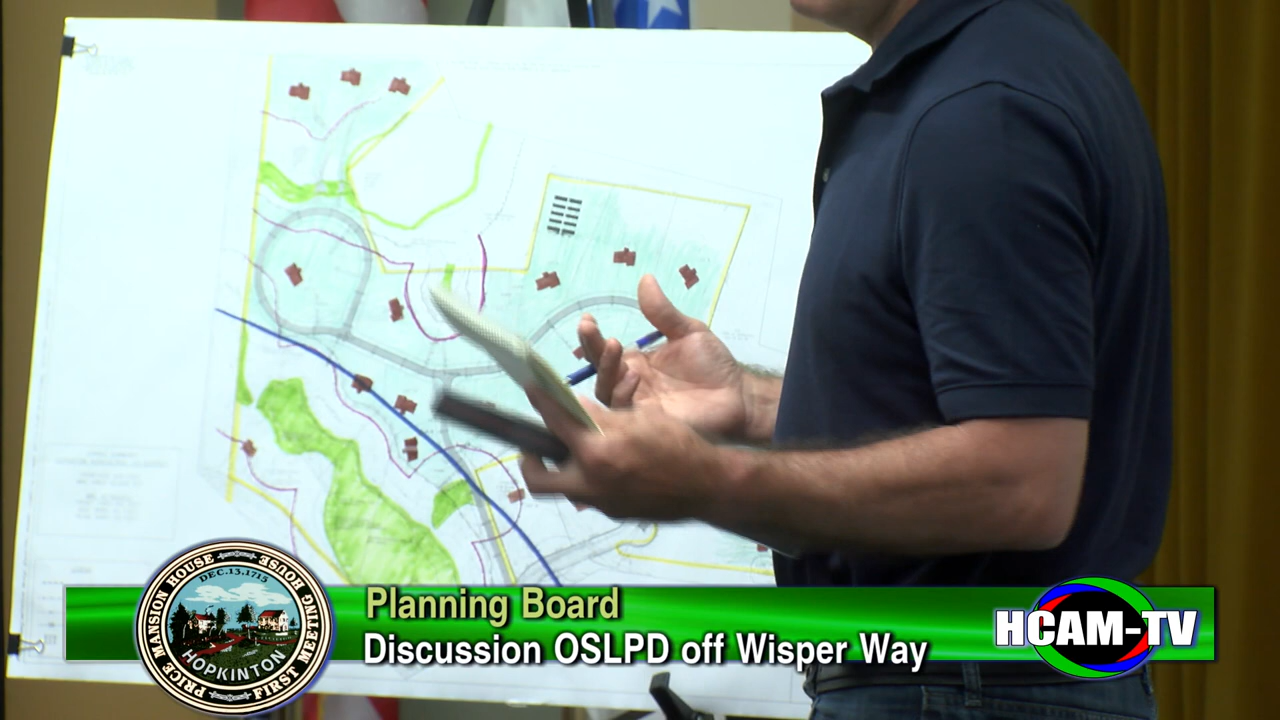 Planning Board
Discussion OSLPD off Wisper Way
PRICE MANSION HOUSE
FIRST MEETING HOUSE
DEC.13.1715
HOPKINTON
HCAM-TV